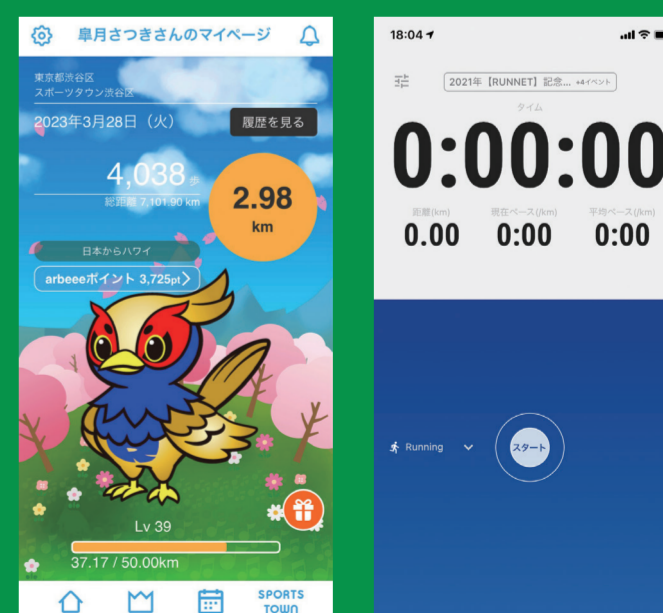 皐月さつきさんのマイページ
東京都渋谷区
スポーツタウン渋谷区
2023年3月28日（火）
履歴を見る
4,038 歩
総距離 7,101.90 km
2.98
km
日本からハワイ
arbeeeポイント 3,725pt
Lv 39
37.17 / 50.00km
SPORTS
TOWN
18:04
2021年【RUNNET】記念... +4イベント
タイム
0:00:00
距離(km) 現在ペース(/km) 平均ペース(/km)
0.00 0:00 0:00
Running
スタート